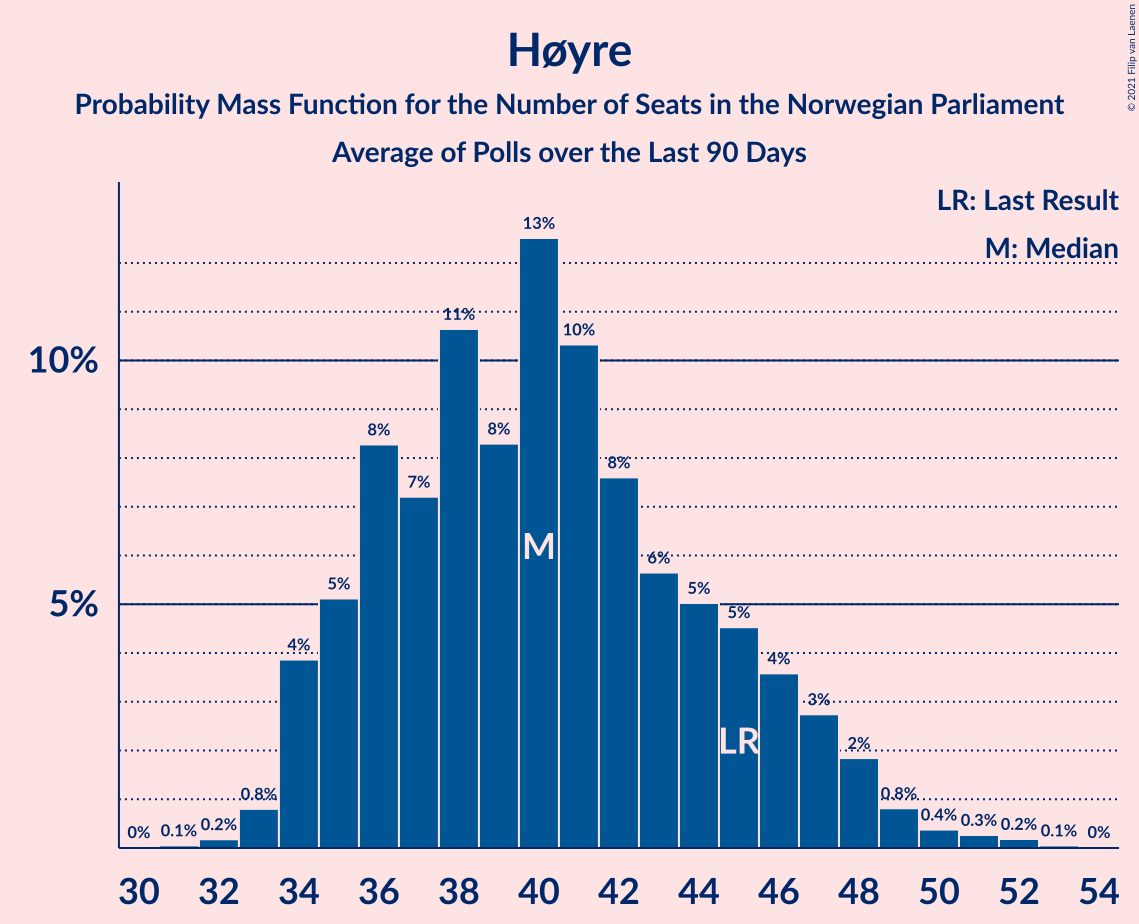 Høyre
Probability Mass Function for the Number of Seats in the Norwegian Parliament
Average of Polls over the Last 90 Days
© 2021 Filip van Laenen
LR: Last Result
M: Median
13%
11%
10%
10%
8%
8%
8%
7%
M
6%
5%
5%
5%
5%
4%
4%
3%
LR
2%
0.8%
0.8%
0.4%
0.3%
0% 0.1% 0.2%
0.2% 0.1% 0%
30 32 34 36 38 40 42 44 46 48 50 52 54